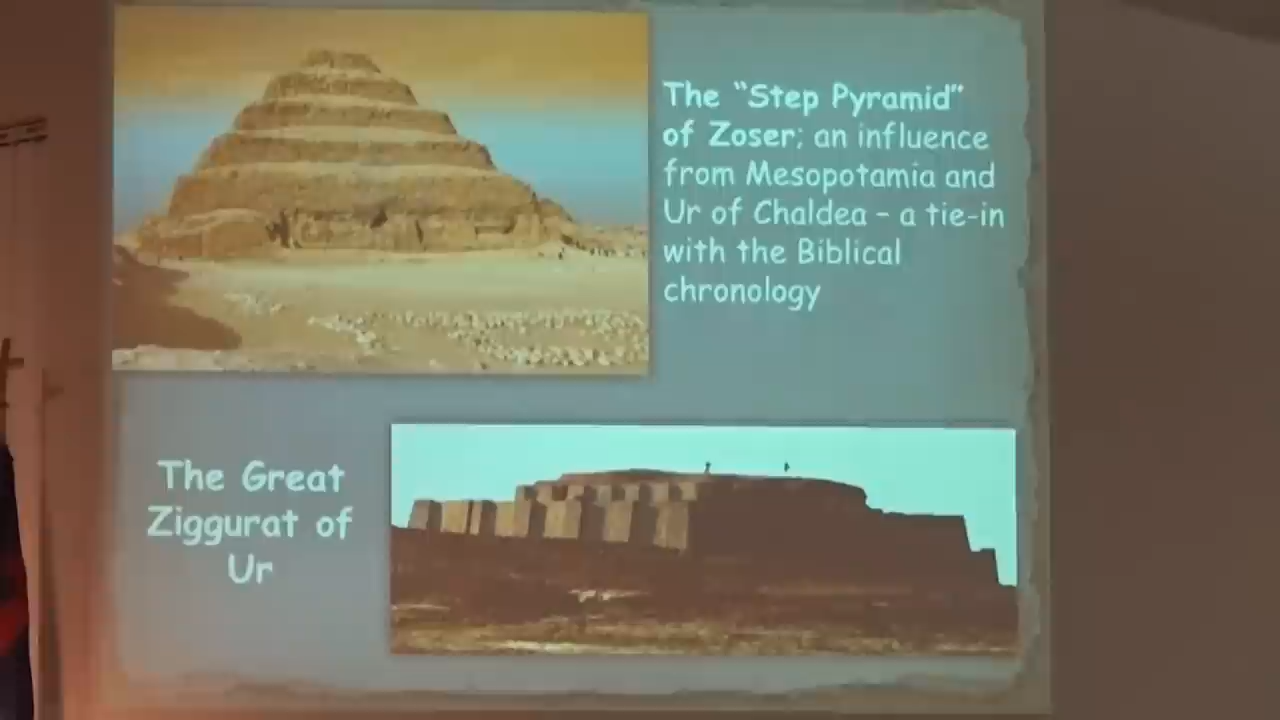 The “Step Pyramid”
of Zoser; an influence
from Mesopotamia and
Ur of Chaldea – a tie-in
with the Biblical
chronology
The Great
Ziggurat of
Ur